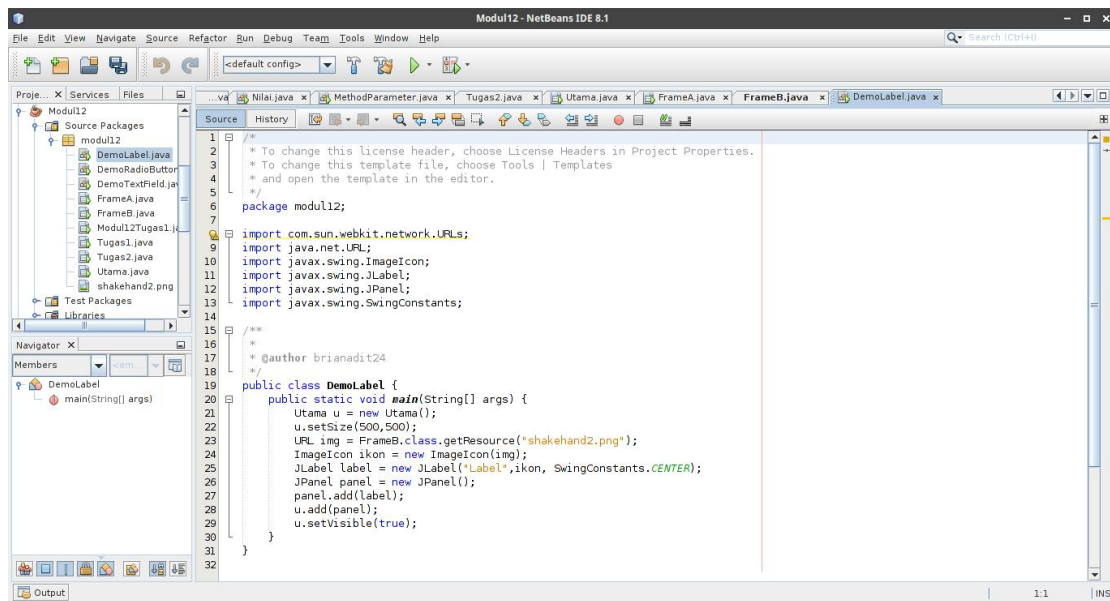 Modul12 - NetBeans IDE 8.1
File Edit View Navigate Source Refactor Run Debug Team Tools Window Help
Search (Ctrl+I)
<default config>
Proje... Services Files
...va Nilai.java MethodParameter.java Tugas2.java Utama.java FrameA.java FrameB.java DemoLabel.java
Source History
Modul12
Source Packages
modul12
DemoLabel.java
DemoRadioButton
DemoTextField.jav
FrameA.java
FrameB.java
Modul12Tugas1.ja
Tugas1.java
Tugas2.java
Utama.java
shakehand2.png
Test Packages
Libraries
Navigator
Members <em...
DemoLabel
main(String[] args)
1 /*
2 * To change this license header, choose License Headers in Project Properties.
3 * To change this template file, choose Tools | Templates
4 * and open the template in the editor.
5 */
6 package modul12;
7
import com.sun.webkit.network.URLs;
9 import java.net.URL;
10 import javax.swing.ImageIcon;
11 import javax.swing.JLabel;
12 import javax.swing.JPanel;
13 import javax.swing.SwingConstants;
14
15 /**
16 *
17 * @author brianadit24
18 */
19 public class DemoLabel {
20 public static void main(String[] args) {
21 Utama u = new Utama();
22 u.setSize(500,500);
23 URL img = FrameB.class.getResource("shakehand2.png");
24 ImageIcon ikon = new ImageIcon(img);
25 JLabel label = new JLabel("Label",ikon, SwingConstants.CENTER);
26 JPanel panel = new JPanel();
27 panel.add(label);
28 u.add(panel);
29 u.setVisible(true);
30 }
31 }
32
Output
1:1 INS